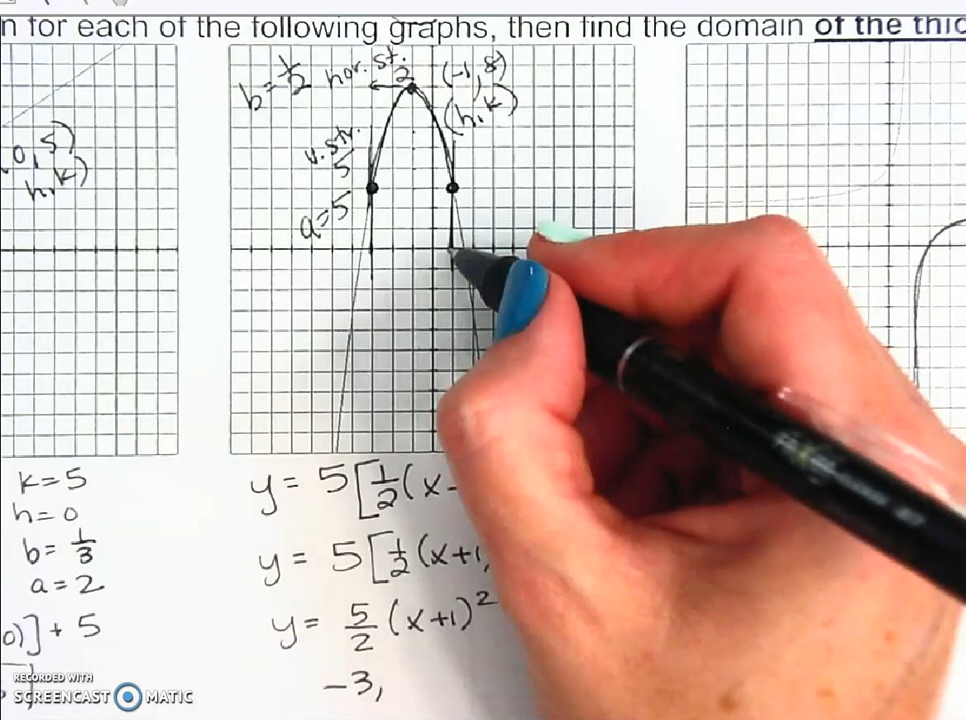 n for each of the following graphs, then find the domain of the thic
b = 1/2
hor. st.
2
(-1, 8)
(h, k)
v. str.
5
a = 5
0, 5)
h, k)
k = 5
h = 0
b = 1/3
a = 2
0)] + 5
y = 5[1/2(x -
y = 5[1/2(x+1,
y = 5/2 (x+1)²
-3,
RECORDED WITH
SCREENCAST MATIC